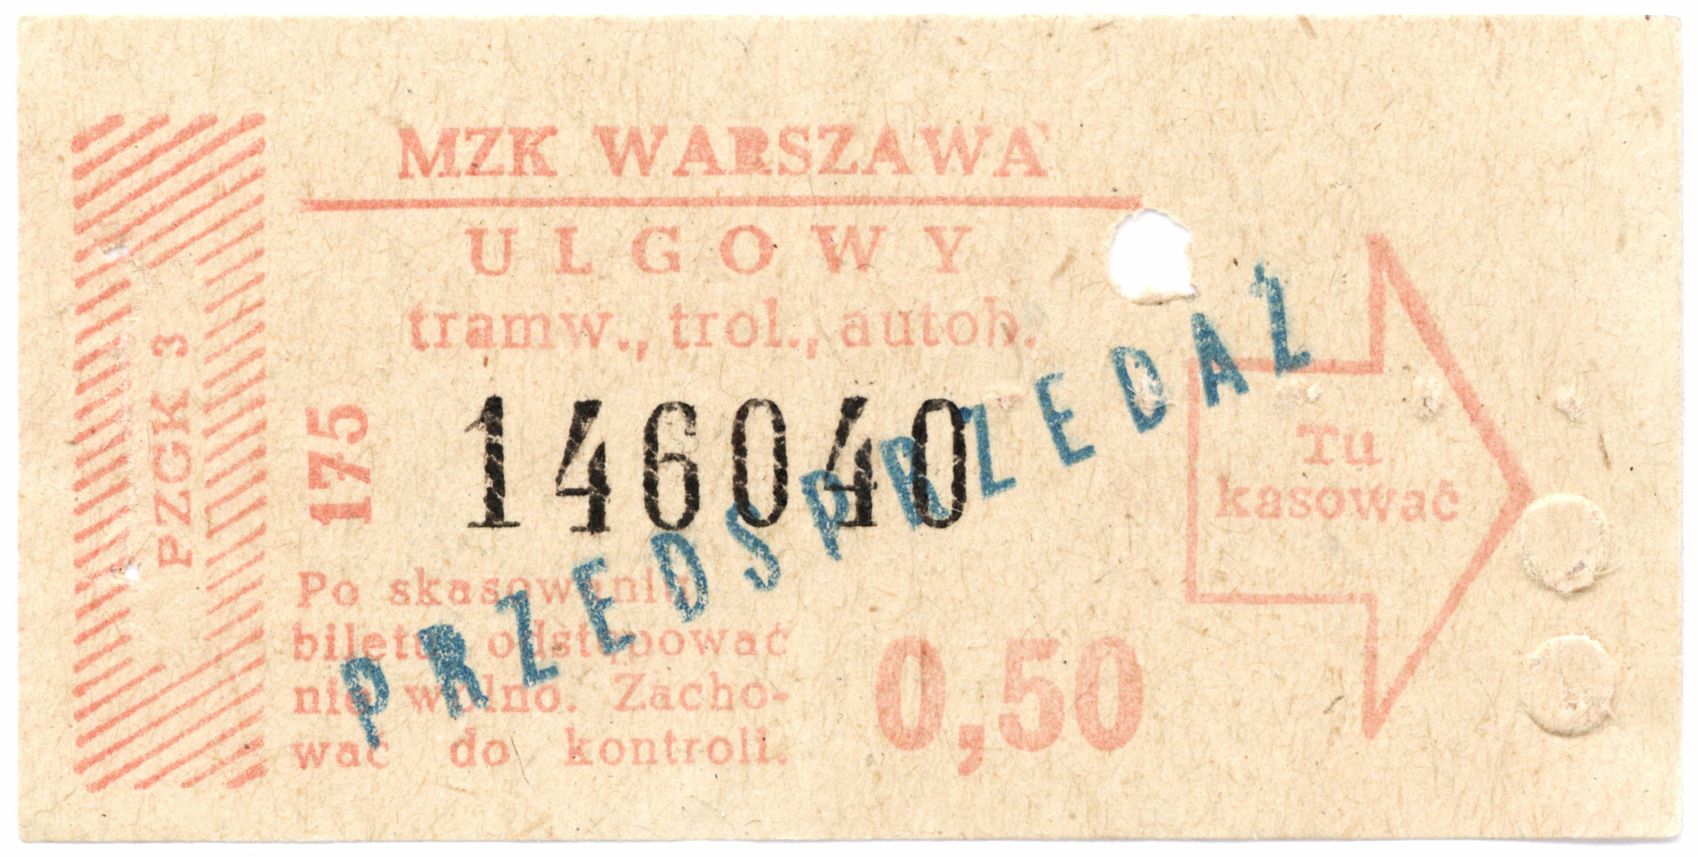 MZK WARSZAWA
ULGOWY
tramw., trol., autob.
PZGK 3
175
146040
PRZEDSPRZEDAŻ
Tu
kasować
Po skasowaniu
biletu odstępować
nie wolno. Zacho-
wać do kontroli.
0,50